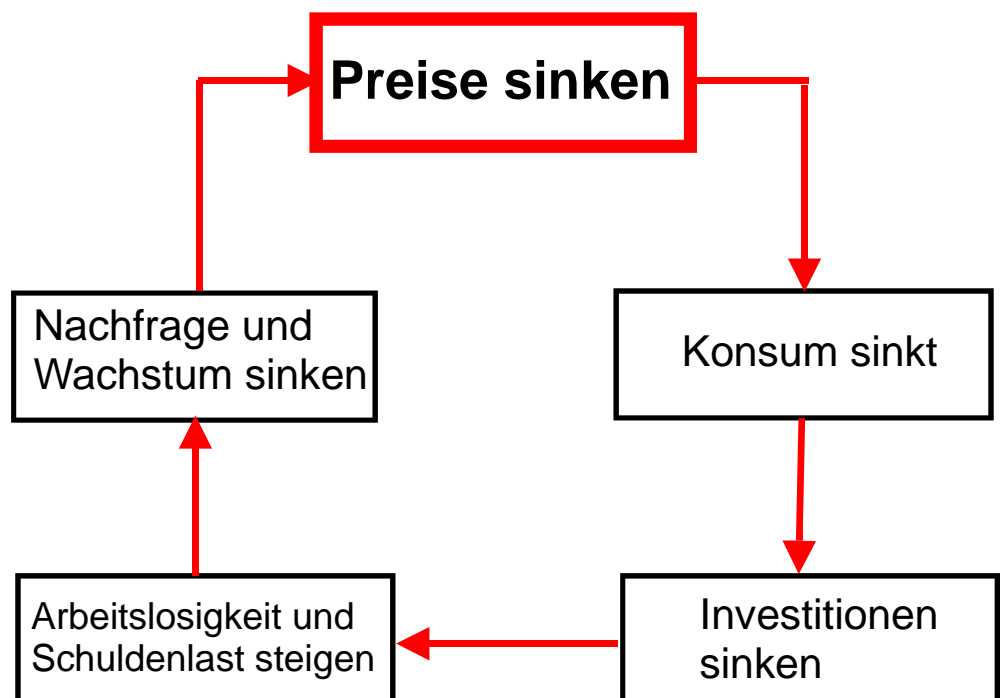 Preise sinken
Nachfrage und
Wachstum sinken
Konsum sinkt
Arbeitslosigkeit und
Schuldenlast steigen
Investitionen
sinken